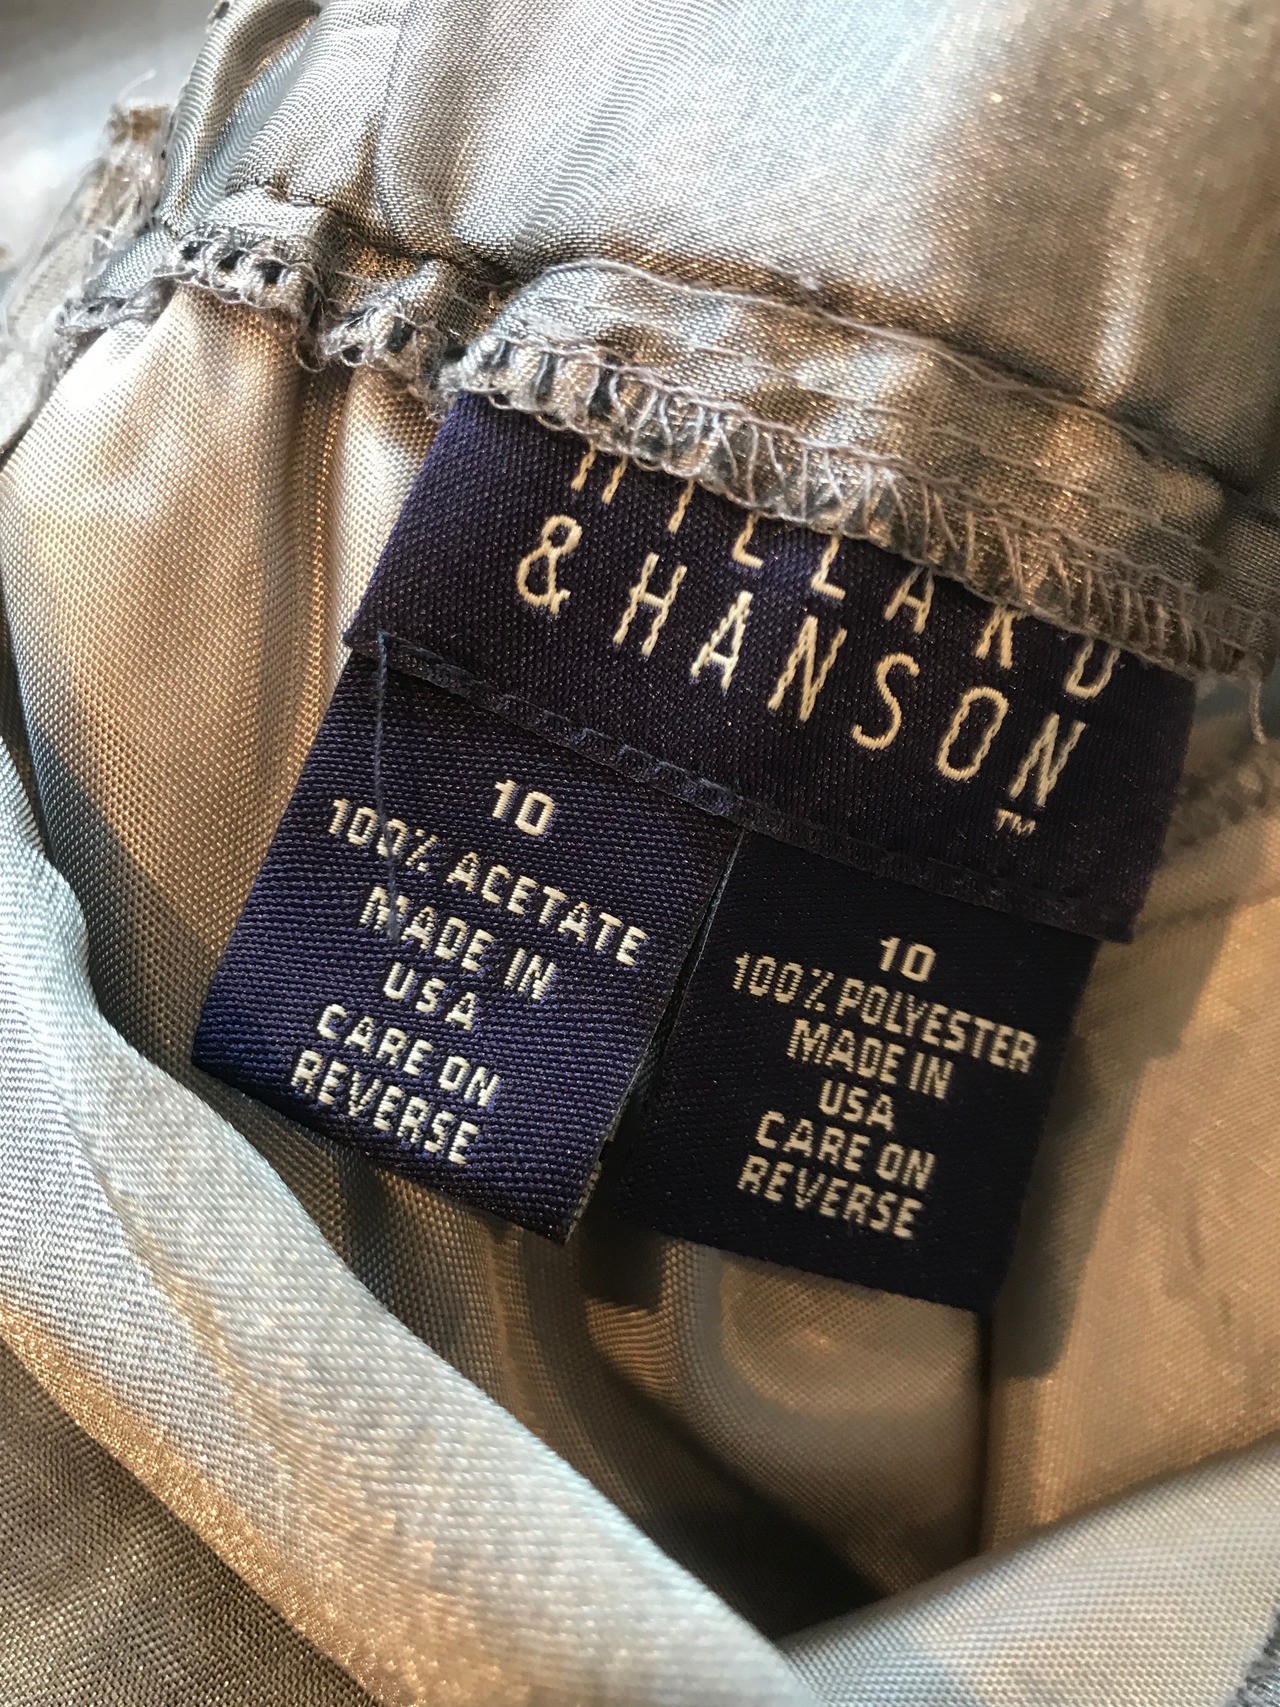 HILLARD
& HANSON
TM
10
100% ACETATE
MADE IN
USA
CARE ON
REVERSE
10
100% POLYESTER
MADE IN
USA
CARE ON
REVERSE